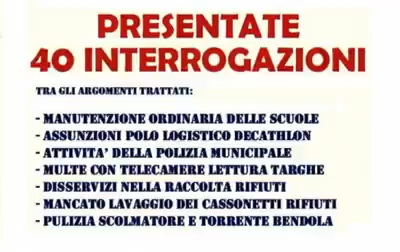 PRESENTATE
40 INTERROGAZIONI
TRA GLI ARGOMENTI TRATTATI:
- MANUTENZIONE ORDINARIA DELLE SCUOLE
- ASSUNZIONI POLO LOGISTICO DECATHLON
- ATTIVITA' DELLA POLIZIA MUNICIPALE
- MULTE CON TELECAMERE LETTURA TARGHE
- DISSERVIZI NELLA RACCOLTA RIFIUTI
- MANCATO LAVAGGIO DEI CASSONETTI RIFIUTI
- PULIZIA SCOLMATORE E TORRENTE BENDOLA